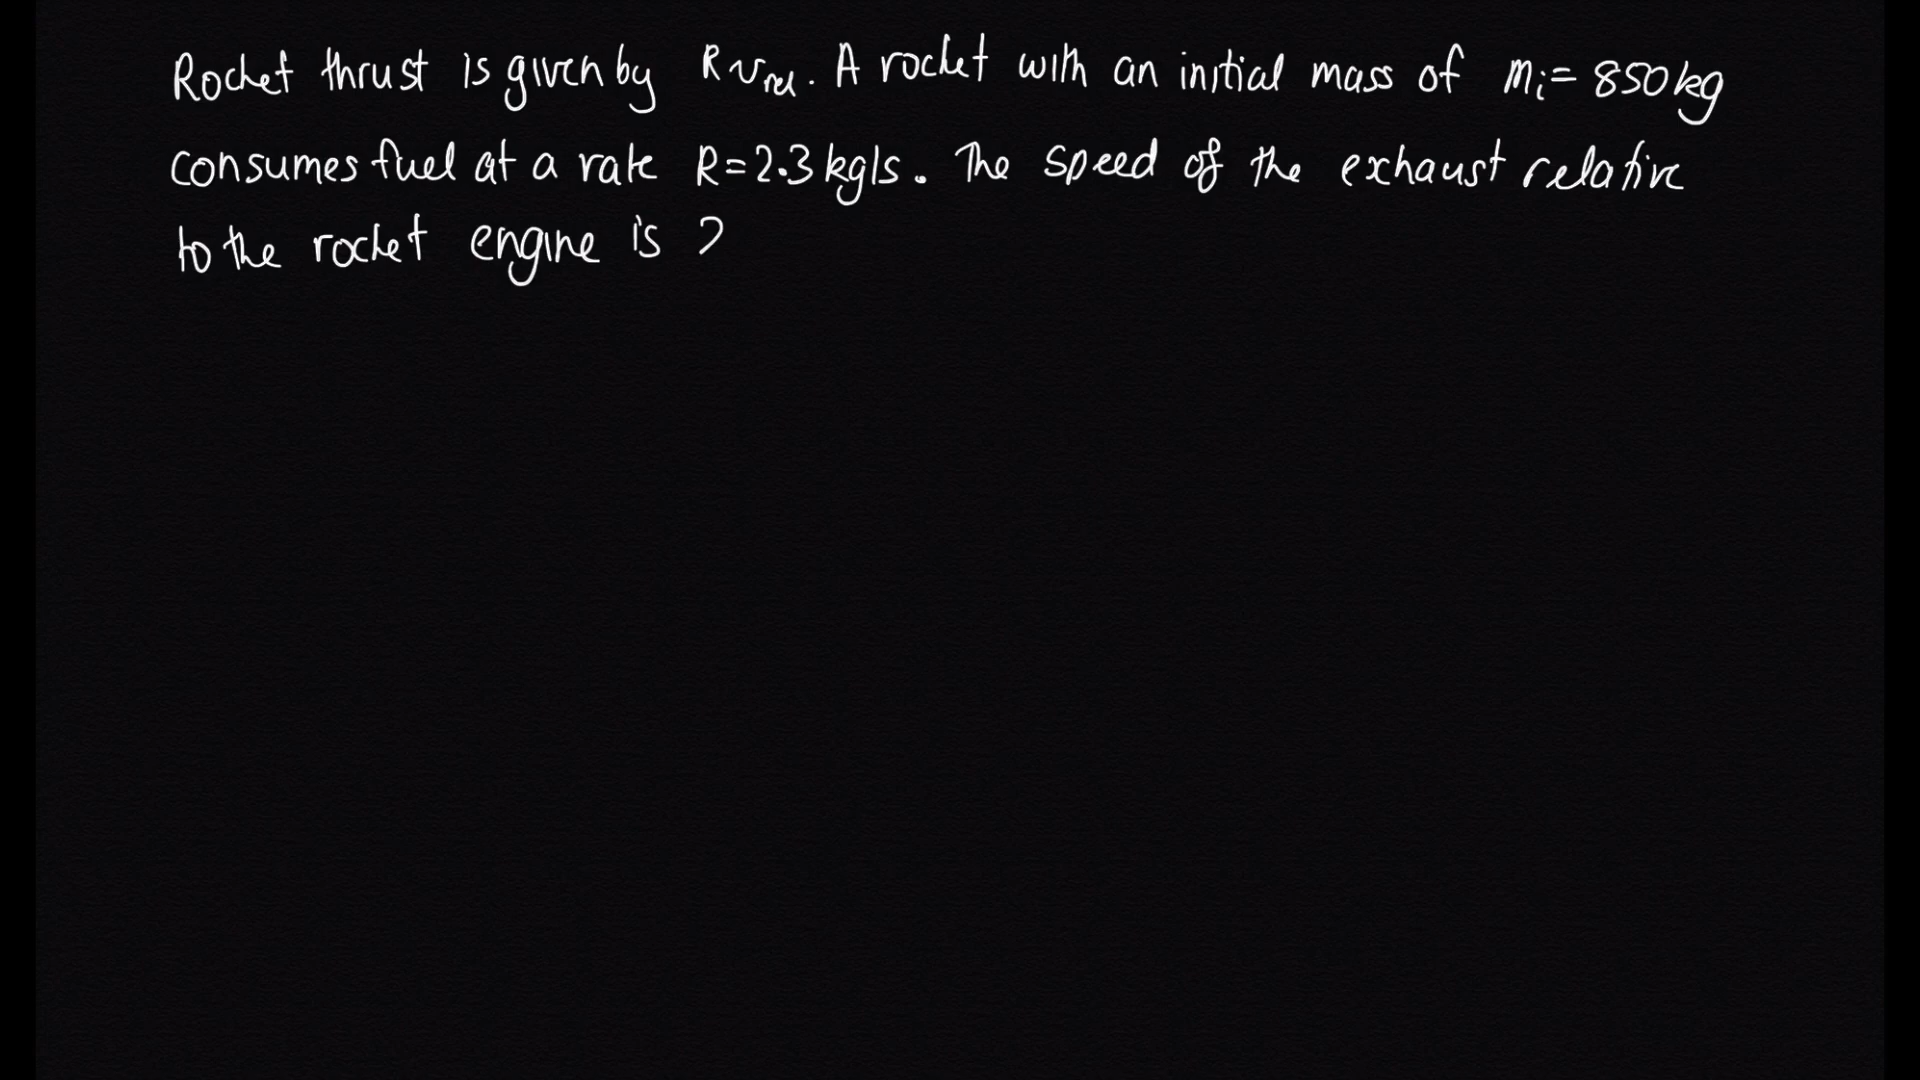 Rocket thrust is given by R v_rel. A rocket with an initial mass of m_i = 850 kg
consumes fuel at a rate R = 2.3 kg/s. The speed of the exhaust relative
to the rocket engine is ?